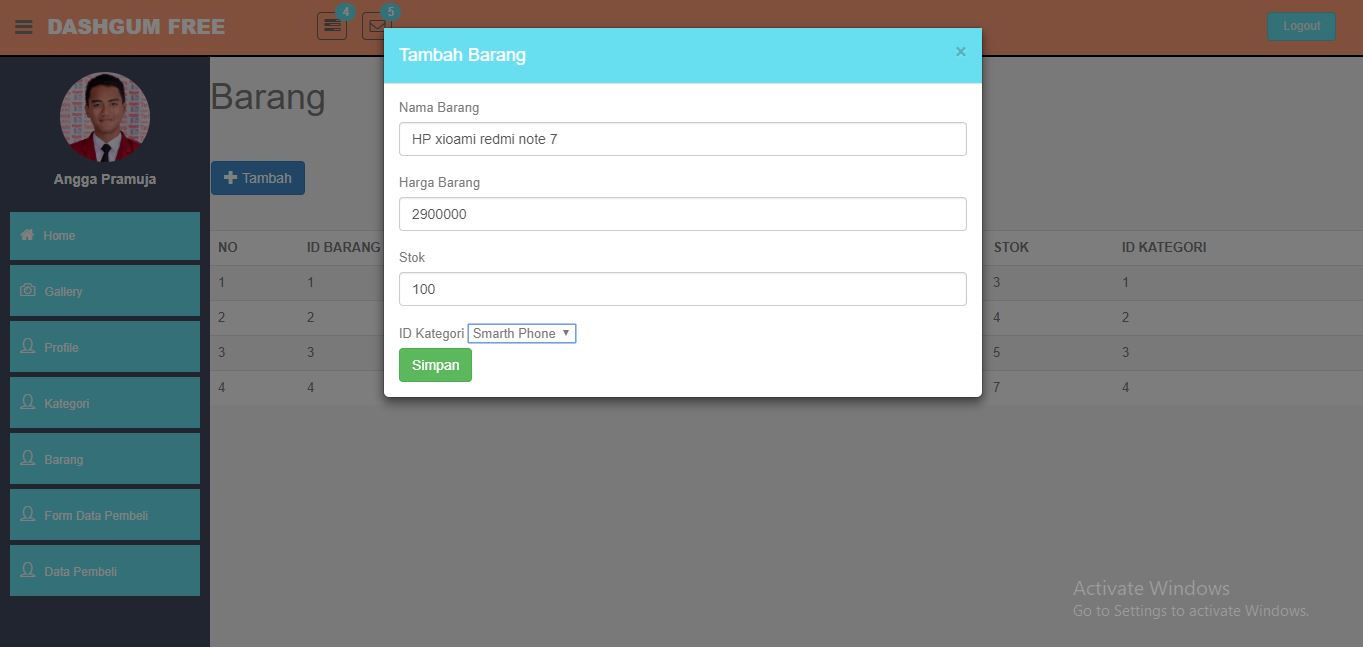 DASHGUM FREE
4
5
Logout
Angga Pramuja
Home
Gallery
Profile
Kategori
Barang
Form Data Pembeli
Data Pembeli
Barang
Tambah
Tambah Barang ×
Nama Barang
HP xioami redmi note 7
Harga Barang
2900000
Stok
100
ID Kategori Smarth Phone
Simpan
NO ID BARANG STOK ID KATEGORI
1 1 3 1
2 2 4 2
3 3 5 3
4 4 7 4
Activate Windows
Go to Settings to activate Windows.